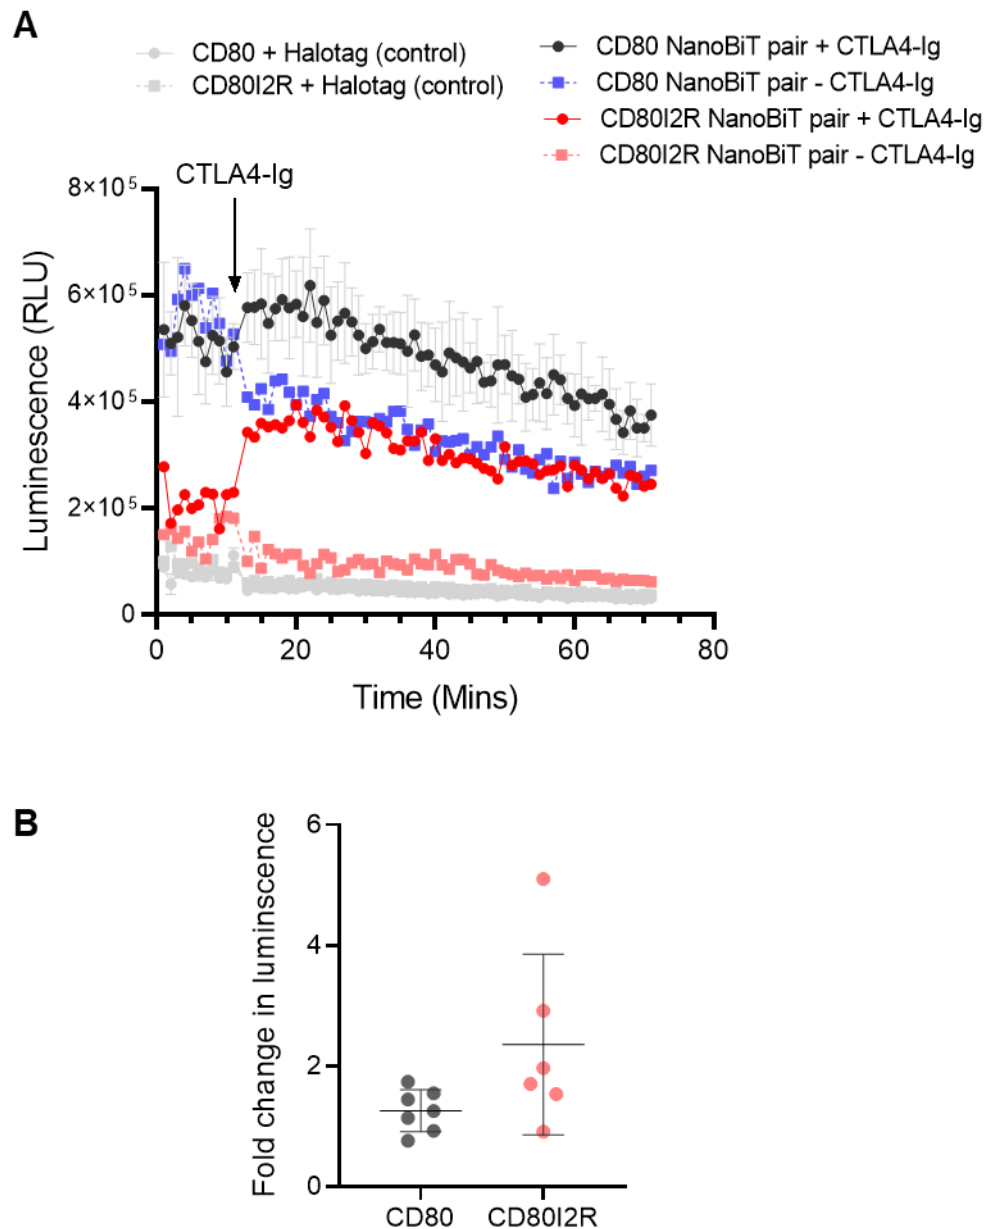 A
CD80 + Halotag (control)
CD80I2R + Halotag (control)
CD80 NanoBiT pair + CTLA4-Ig
CD80 NanoBiT pair - CTLA4-Ig
CD80I2R NanoBiT pair + CTLA4-Ig
CD80I2R NanoBiT pair - CTLA4-Ig
CTLA4-Ig
8×10⁵
6×10⁵
4×10⁵
2×10⁵
0
Luminescence (RLU)
0 20 40 60 80
Time (Mins)
B
6
4
2
0
Fold change in luminscence
CD80 CD80I2R